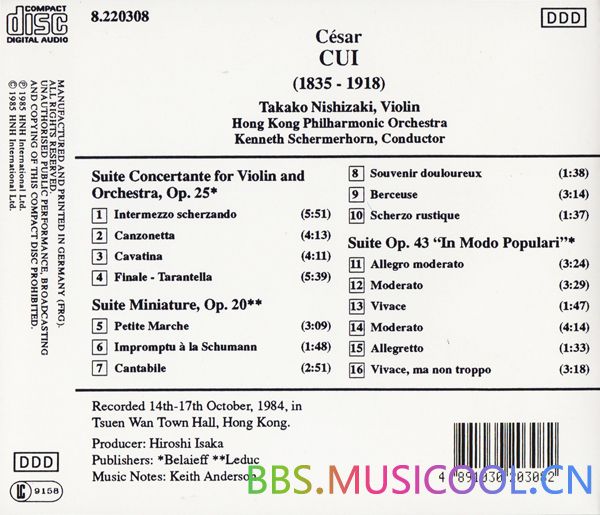 COMPACT
disc
DIGITAL AUDIO
8.220308
DDD
César
CUI
(1835 - 1918)
Takako Nishizaki, Violin
Hong Kong Philharmonic Orchestra
Kenneth Schermerhorn, Conductor
Suite Concertante for Violin and
Orchestra, Op. 25*
1 Intermezzo scherzando (5:51)
2 Canzonetta (4:13)
3 Cavatina (4:11)
4 Finale - Tarantella (5:39)
Suite Miniature, Op. 20**
5 Petite Marche (3:09)
6 Impromptu à la Schumann (1:48)
7 Cantabile (2:51)
8 Souvenir douloureux (1:38)
9 Berceuse (3:14)
10 Scherzo rustique (1:37)
Suite Op. 43 “In Modo Populari”*
11 Allegro moderato (3:24)
12 Moderato (3:29)
13 Vivace (1:47)
14 Moderato (4:14)
15 Allegretto (1:33)
16 Vivace, ma non troppo (3:18)
Recorded 14th-17th October, 1984, in
Tsuen Wan Town Hall, Hong Kong.
Producer: Hiroshi Isaka
Publishers: *Belaieff **Leduc
Music Notes: Keith Anderson
MANUFACTURED AND PRINTED IN GERMANY (FRG).
ALL RIGHTS RESERVED.
UNAUTHORISED PUBLIC PERFORMANCE, BROADCASTING
AND COPYING OF THIS COMPACT DISC PROHIBITED.
℗ 1985 HNH International Ltd.
© 1985 HNH International Ltd.
DDD
LC 9158
4 891030 203082
BBS.MUSICOOL.CN